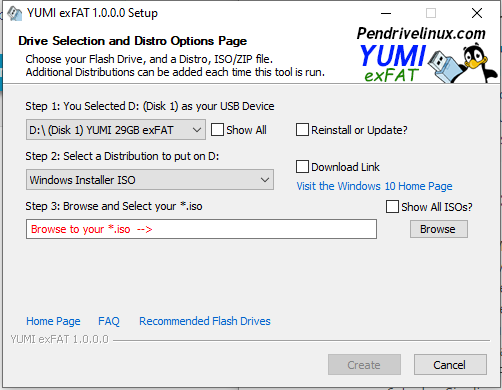 YUMI exFAT 1.0.0.0 Setup
Drive Selection and Distro Options Page
Choose your Flash Drive, and a Distro, ISO/ZIP file.
Additional Distributions can be added each time this tool is run.
Pendrivelinux.com
YUMI
exFAT
Step 1: You Selected D: (Disk 1) as your USB Device
D:\ (Disk 1) YUMI 29GB exFAT
Show All
Reinstall or Update?
Step 2: Select a Distribution to put on D:
Download Link
Windows Installer ISO
Visit the Windows 10 Home Page
Step 3: Browse and Select your *.iso
Show All ISOs?
Browse to your *.iso -->
Browse
Home Page
FAQ
Recommended Flash Drives
YUMI exFAT 1.0.0.0
Create
Cancel